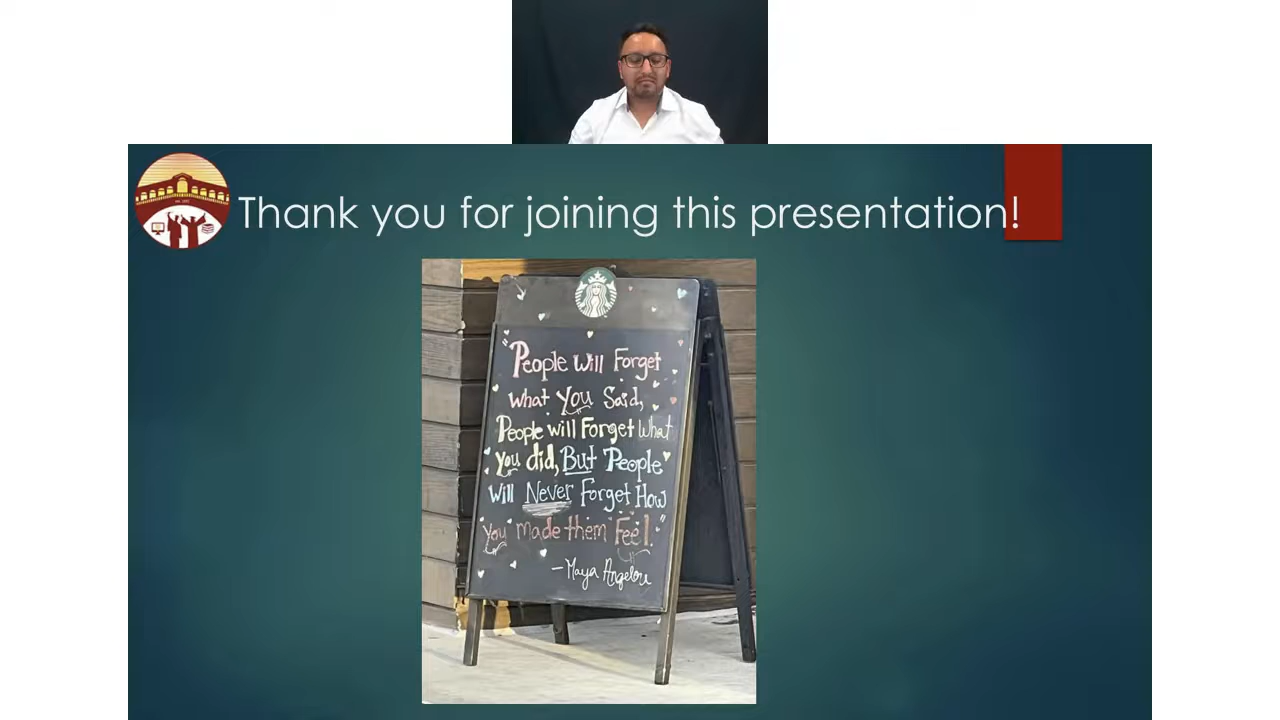 Thank you for joining this presentation!
"People Will Forget
What You Said,
People will Forget What
You did, But People
Will Never Forget How
You made them Feel."
-Maya Angelou